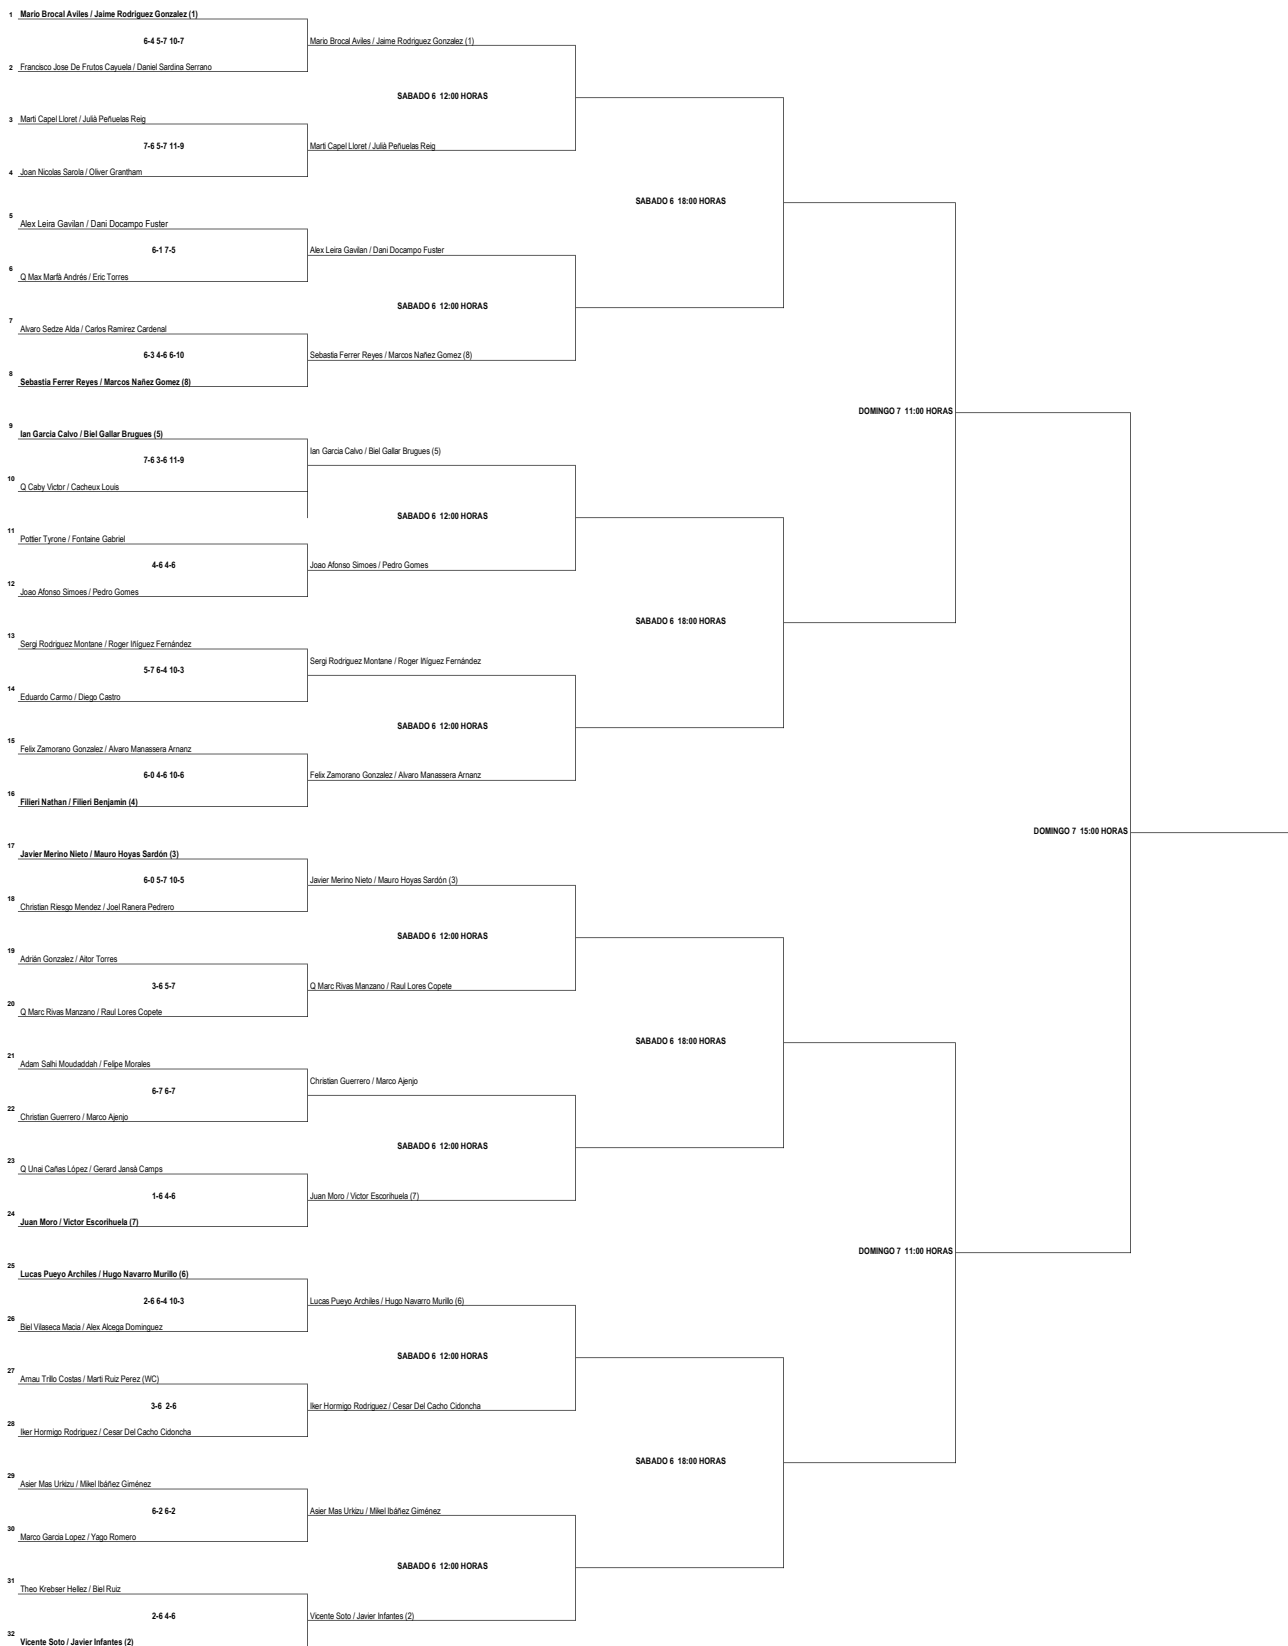 1 Mario Brocal Aviles / Jaime Rodriguez Gonzalez (1)
6-4 5-7 10-7
Mario Brocal Aviles / Jaime Rodriguez Gonzalez (1)
2 Francisco Jose De Frutos Cayuela / Daniel Sardina Serrano
SABADO 6 12:00 HORAS
3 Marti Capel Lloret / Julià Peñuelas Reig
7-6 5-7 11-9
Marti Capel Lloret / Julià Peñuelas Reig
4 Joan Nicolas Sarola / Oliver Grantham
SABADO 6 18:00 HORAS
5 Alex Leira Gavilan / Dani Docampo Fuster
6-1 7-5
Alex Leira Gavilan / Dani Docampo Fuster
6 Q Max Marfà Andrés / Eric Torres
SABADO 6 12:00 HORAS
7 Alvaro Sedze Alda / Carlos Ramirez Cardenal
6-3 4-6 6-10
Sebastia Ferrer Reyes / Marcos Nañez Gomez (8)
8 Sebastia Ferrer Reyes / Marcos Nañez Gomez (8)
DOMINGO 7 11:00 HORAS
9 Ian Garcia Calvo / Biel Gallar Brugues (5)
7-6 3-6 11-9
Ian Garcia Calvo / Biel Gallar Brugues (5)
10 Q Caby Victor / Cacheux Louis
SABADO 6 12:00 HORAS
11 Pottier Tyrone / Fontaine Gabriel
4-6 4-6
Joao Afonso Simoes / Pedro Gomes
12 Joao Afonso Simoes / Pedro Gomes
SABADO 6 18:00 HORAS
13 Sergi Rodriguez Montane / Roger Iñíguez Fernández
5-7 6-4 10-3
Sergi Rodriguez Montane / Roger Iñíguez Fernández
14 Eduardo Carmo / Diego Castro
SABADO 6 12:00 HORAS
15 Felix Zamorano Gonzalez / Alvaro Manassera Arnanz
6-0 4-6 10-6
Felix Zamorano Gonzalez / Alvaro Manassera Arnanz
16 Filieri Nathan / Filieri Benjamin (4)
DOMINGO 7 15:00 HORAS
17 Javier Merino Nieto / Mauro Hoyas Sardón (3)
6-0 5-7 10-5
Javier Merino Nieto / Mauro Hoyas Sardón (3)
18 Christian Riesgo Mendez / Joel Ranera Pedrero
SABADO 6 12:00 HORAS
19 Adrián Gonzalez / Aitor Torres
3-6 5-7
Q Marc Rivas Manzano / Raul Lores Copete
20 Q Marc Rivas Manzano / Raul Lores Copete
SABADO 6 18:00 HORAS
21 Adam Salhi Moudaddah / Felipe Morales
6-7 6-7
Christian Guerrero / Marco Ajenjo
22 Christian Guerrero / Marco Ajenjo
SABADO 6 12:00 HORAS
23 Q Unai Cañas López / Gerard Jansà Camps
1-6 4-6
Juan Moro / Victor Escorihuela (7)
24 Juan Moro / Victor Escorihuela (7)
DOMINGO 7 11:00 HORAS
25 Lucas Pueyo Archiles / Hugo Navarro Murillo (6)
2-6 6-4 10-3
Lucas Pueyo Archiles / Hugo Navarro Murillo (6)
26 Biel Vilaseca Macia / Alex Alcega Dominguez
SABADO 6 12:00 HORAS
27 Arnau Trillo Costas / Marti Ruiz Perez (WC)
3-6 2-6
Iker Hormigo Rodriguez / Cesar Del Cacho Cidoncha
28 Iker Hormigo Rodriguez / Cesar Del Cacho Cidoncha
SABADO 6 18:00 HORAS
29 Asier Mas Urkizu / Mikel Ibáñez Giménez
6-2 6-2
Asier Mas Urkizu / Mikel Ibáñez Giménez
30 Marco Garcia Lopez / Yago Romero
SABADO 6 12:00 HORAS
31 Theo Krebser Hellez / Biel Ruiz
2-6 4-6
Vicente Soto / Javier Infantes (2)
32 Vicente Soto / Javier Infantes (2)